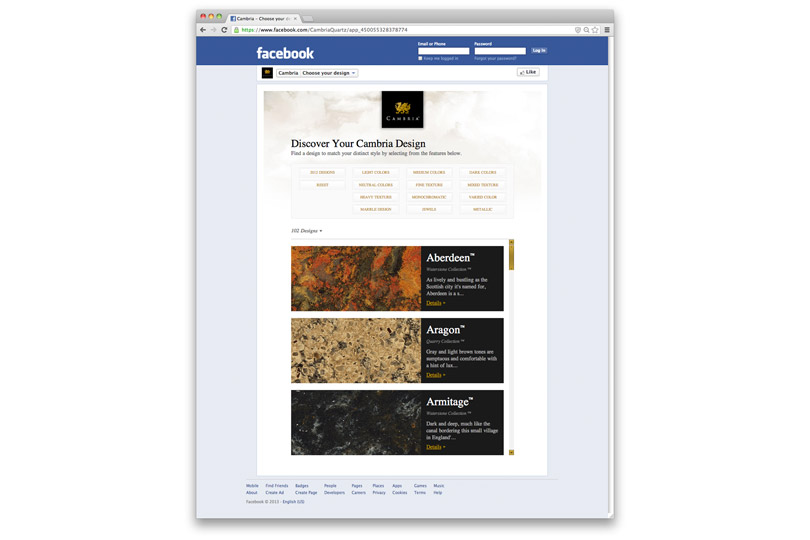 Cambria - Choose your de
https://www.facebook.com/CambriaQuartz/app_450055328378774
facebook
Email or Phone
Password
Log In
Keep me logged in
Forgot your password?
Cambria
Choose your design
Like
CAMBRIA
Discover Your Cambria Design
Find a design to match your distinct style by selecting from the features below.
LIGHT COLORS
MEDIUM COLORS
DARK COLORS
RESET
NEUTRAL COLORS
FINE TEXTURE
MIXED TEXTURE
HEAVY TEXTURE
MONOCHROMATIC
VARIED COLOR
MARBLE DESIGN
JEWELS
METALLIC
102 Designs
Aberdeen™
Waterstone Collection™
As lively and bustling as the
Scottish city it's named for,
Aberdeen is a s...
Details +
Aragon™
Quarry Collection™
Gray and light brown tones are
sumptuous and comfortable with
a hint of lux...
Details +
Armitage™
Waterstone Collection™
Dark and deep, much like the
canal bordering this small village
in England'...
Details +
Mobile Find Friends Badges People Pages Places Apps Games Music
About Create Ad Create Page Developers Careers Privacy Cookies Terms Help
Facebook © 2013 · English (US)